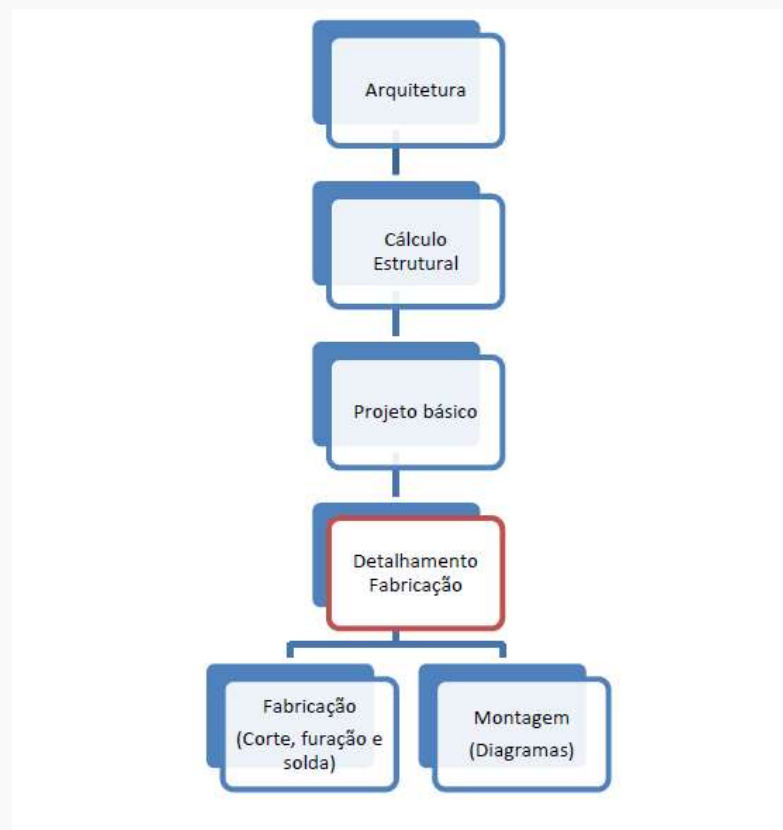 Arquitetura
Cálculo
Estrutural
Projeto básico
Detalhamento
Fabricação
Fabricação
(Corte, furação e
solda)
Montagem
(Diagramas)